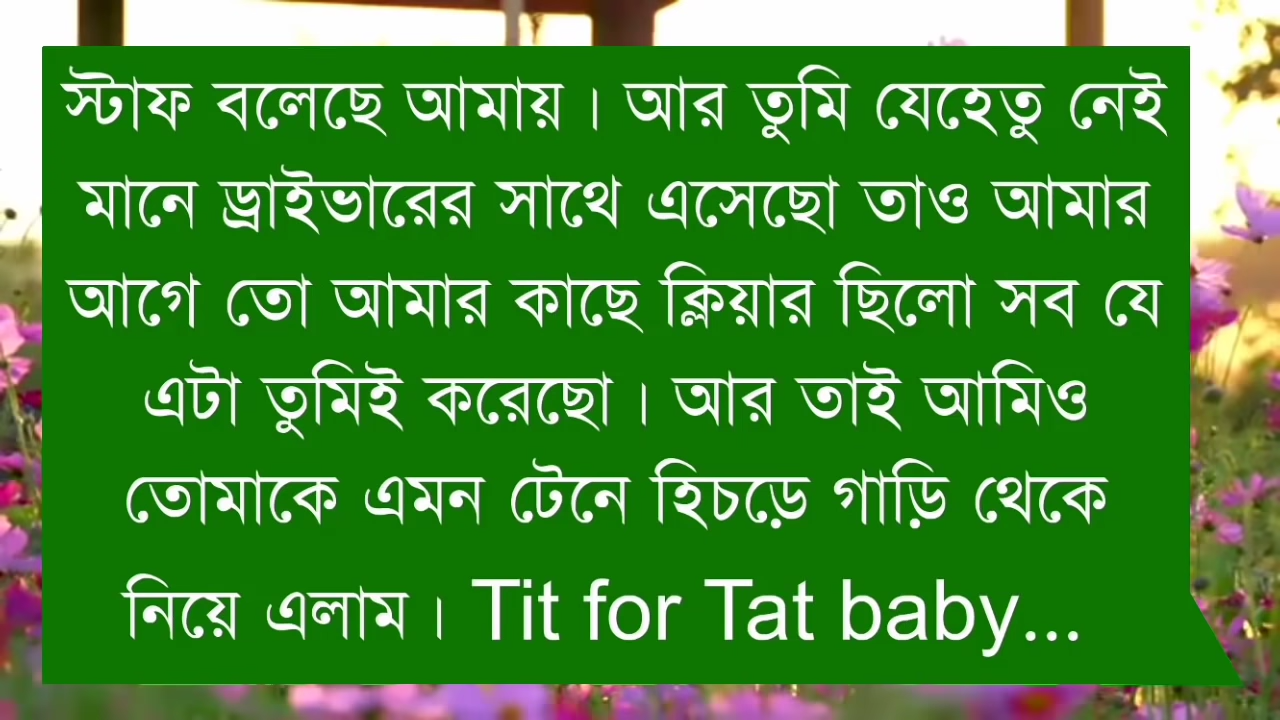 স্টাফ বলেছে আমায়। আর তুমি যেহেতু নেই
মানে ড্রাইভারের সাথে এসেছো তাও আমার
আগে তো আমার কাছে ক্লিয়ার ছিলো সব যে
এটা তুমিই করেছো। আর তাই আমিও
তোমাকে এমন টেনে হিচড়ে গাড়ি থেকে
নিয়ে এলাম। Tit for Tat baby...